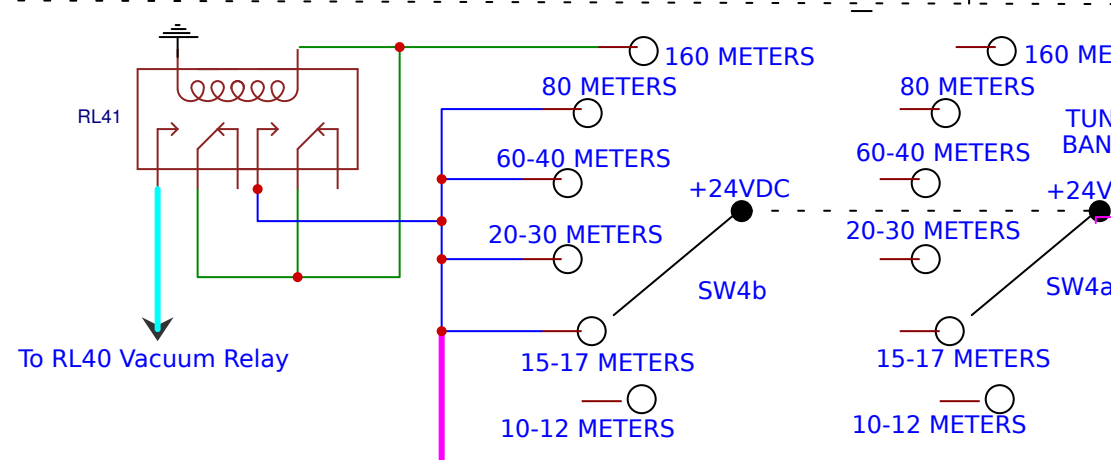 160 METERS
160 ME
80 METERS
80 METERS
RL41
TUN
BAN
60-40 METERS
60-40 METERS
+24VDC
+24V
20-30 METERS
20-30 METERS
SW4b
SW4a
To RL40 Vacuum Relay
15-17 METERS
15-17 METERS
10-12 METERS
10-12 METERS